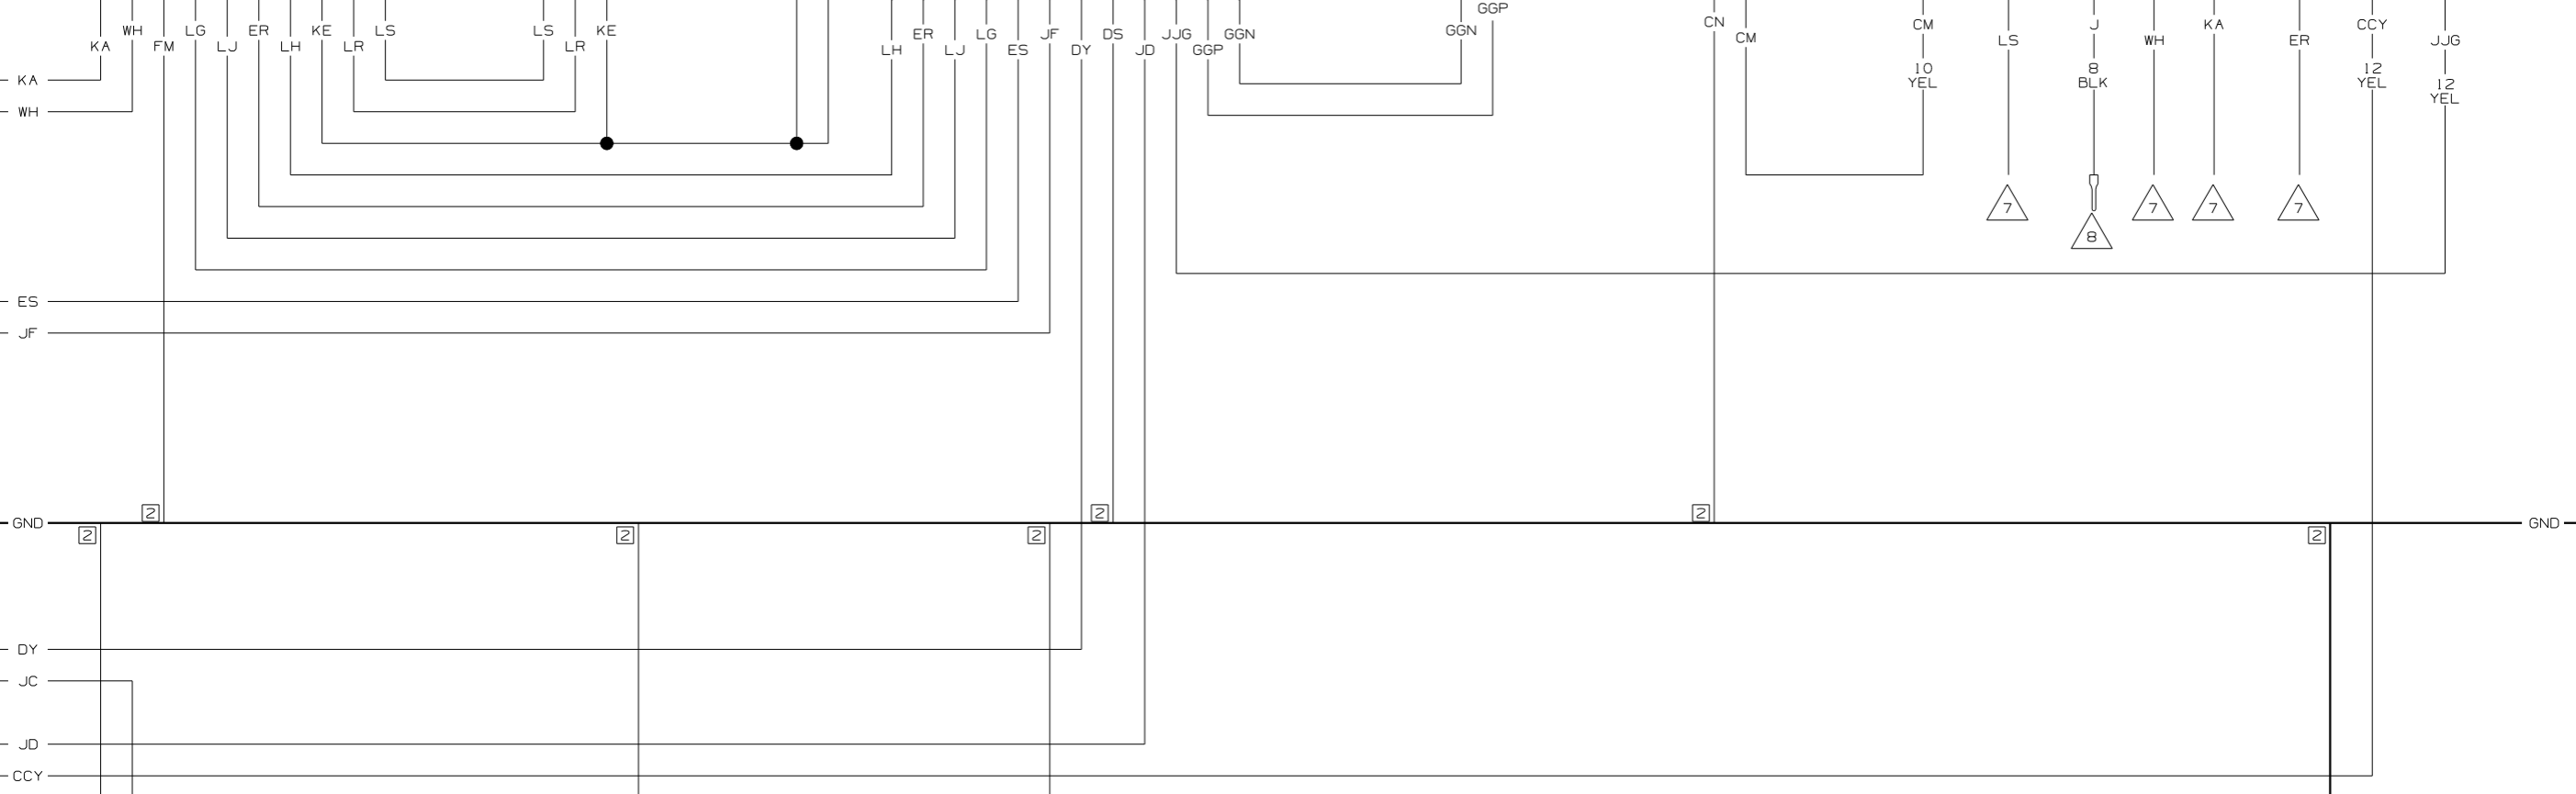 GGP
CN CM J KA CCY
WH LG ER KE LS LS KE GGN
JF DS JJG GGN
KA FM LJ LH LR LR LH ER LJ LG ES DY JD GGP CM LS WH ER JJG
10
YEL
8
BLK
12
YEL
12
YEL
KA
WH
7 8 7 7 7
ES
JF
2 2 2
GND GND
2 2 2 2
DY
JC
JD
CCY